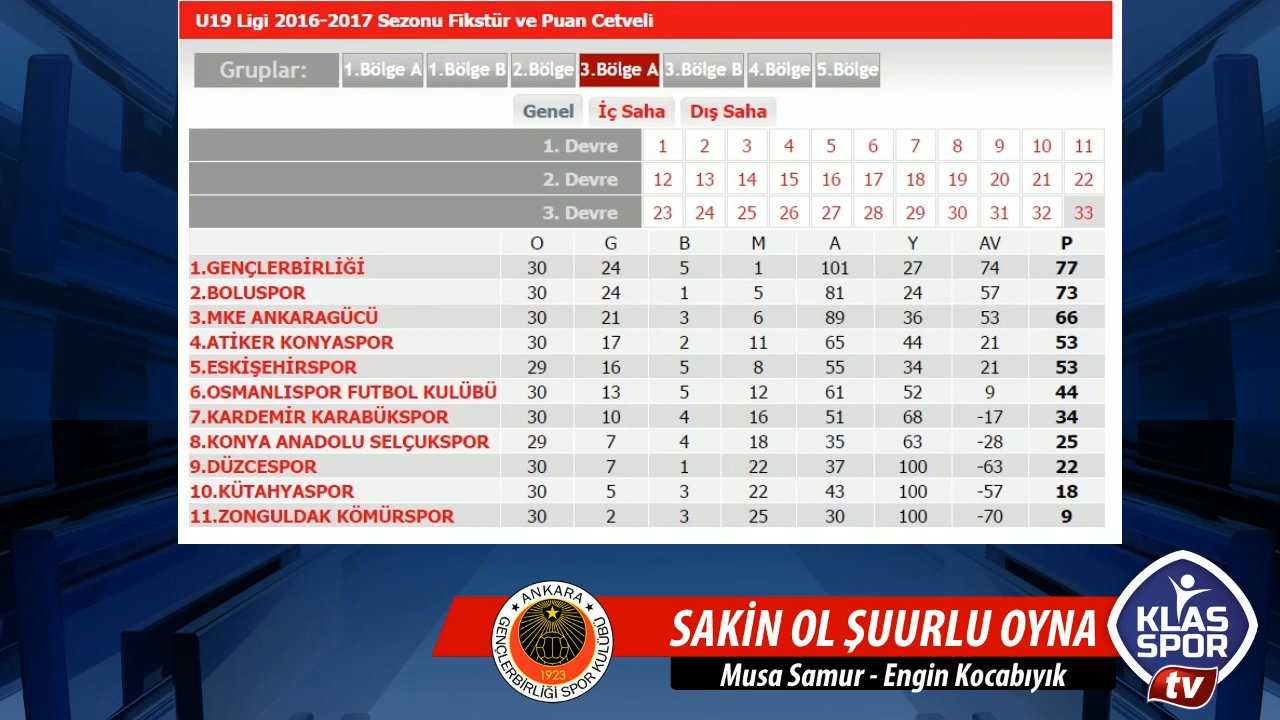 U19 Ligi 2016-2017 Sezonu Fikstür ve Puan Cetveli
Gruplar: 1.Bölge A 1.Bölge B 2.Bölge 3.Bölge A 3.Bölge B 4.Bölge 5.Bölge
Genel İç Saha Dış Saha
1. Devre 1 2 3 4 5 6 7 8 9 10 11
2. Devre 12 13 14 15 16 17 18 19 20 21 22
3. Devre 23 24 25 26 27 28 29 30 31 32 33
O G B M A Y AV P
1.GENÇLERBİRLİĞİ 30 24 5 1 101 27 74 77
2.BOLUSPOR 30 24 1 5 81 24 57 73
3.MKE ANKARAGÜCÜ 30 21 3 6 89 36 53 66
4.ATİKER KONYASPOR 30 17 2 11 65 44 21 53
5.ESKİŞEHİRSPOR 29 16 5 8 55 34 21 53
6.OSMANLISPOR FUTBOL KULÜBÜ 30 13 5 12 61 52 9 44
7.KARDEMİR KARABÜKSPOR 30 10 4 16 51 68 -17 34
8.KONYA ANADOLU SELÇUKSPOR 29 7 4 18 35 63 -28 25
9.DÜZCESPOR 30 7 1 22 37 100 -63 22
10.KÜTAHYASPOR 30 5 3 22 43 100 -57 18
11.ZONGULDAK KÖMÜRSPOR 30 2 3 25 30 100 -70 9
ANKARA
GENÇLERBİRLİĞİ SPOR KULÜBÜ
1923
SAKİN OL ŞUURLU OYNA
Musa Samur - Engin Kocabıyık
KLAS
SPOR
tv